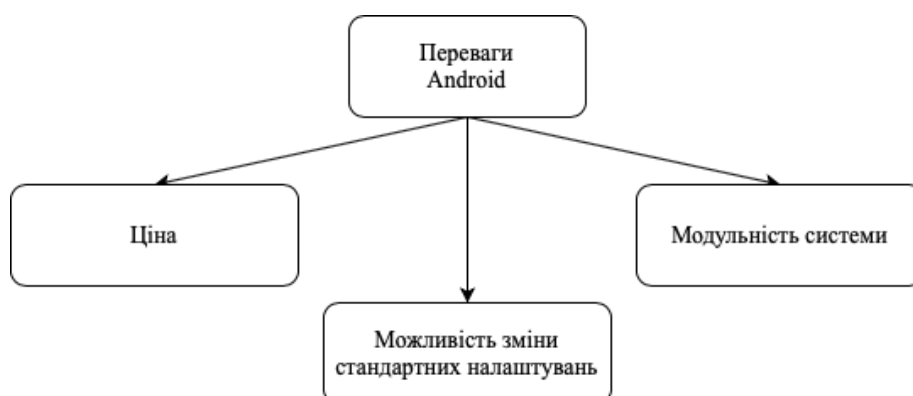 Переваги
Android
Ціна
Модульність системи
Можливість зміни
стандартних налаштувань